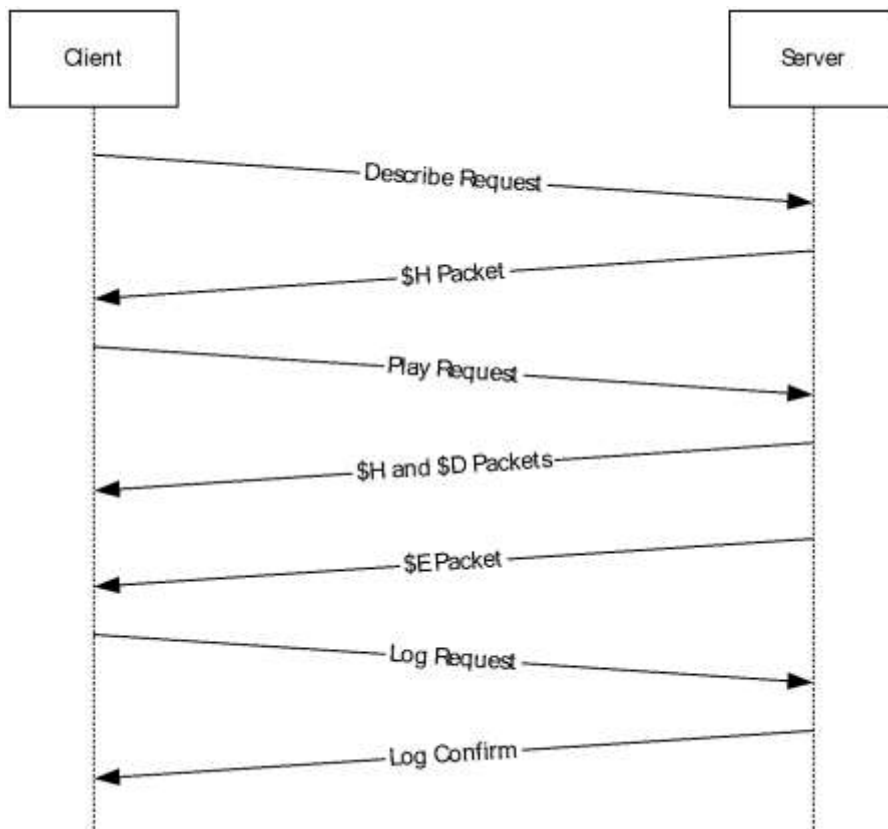 Client
Server
Describe Request
$H Packet
Play Request
$H and $D Packets
$E Packet
Log Request
Log Confirm